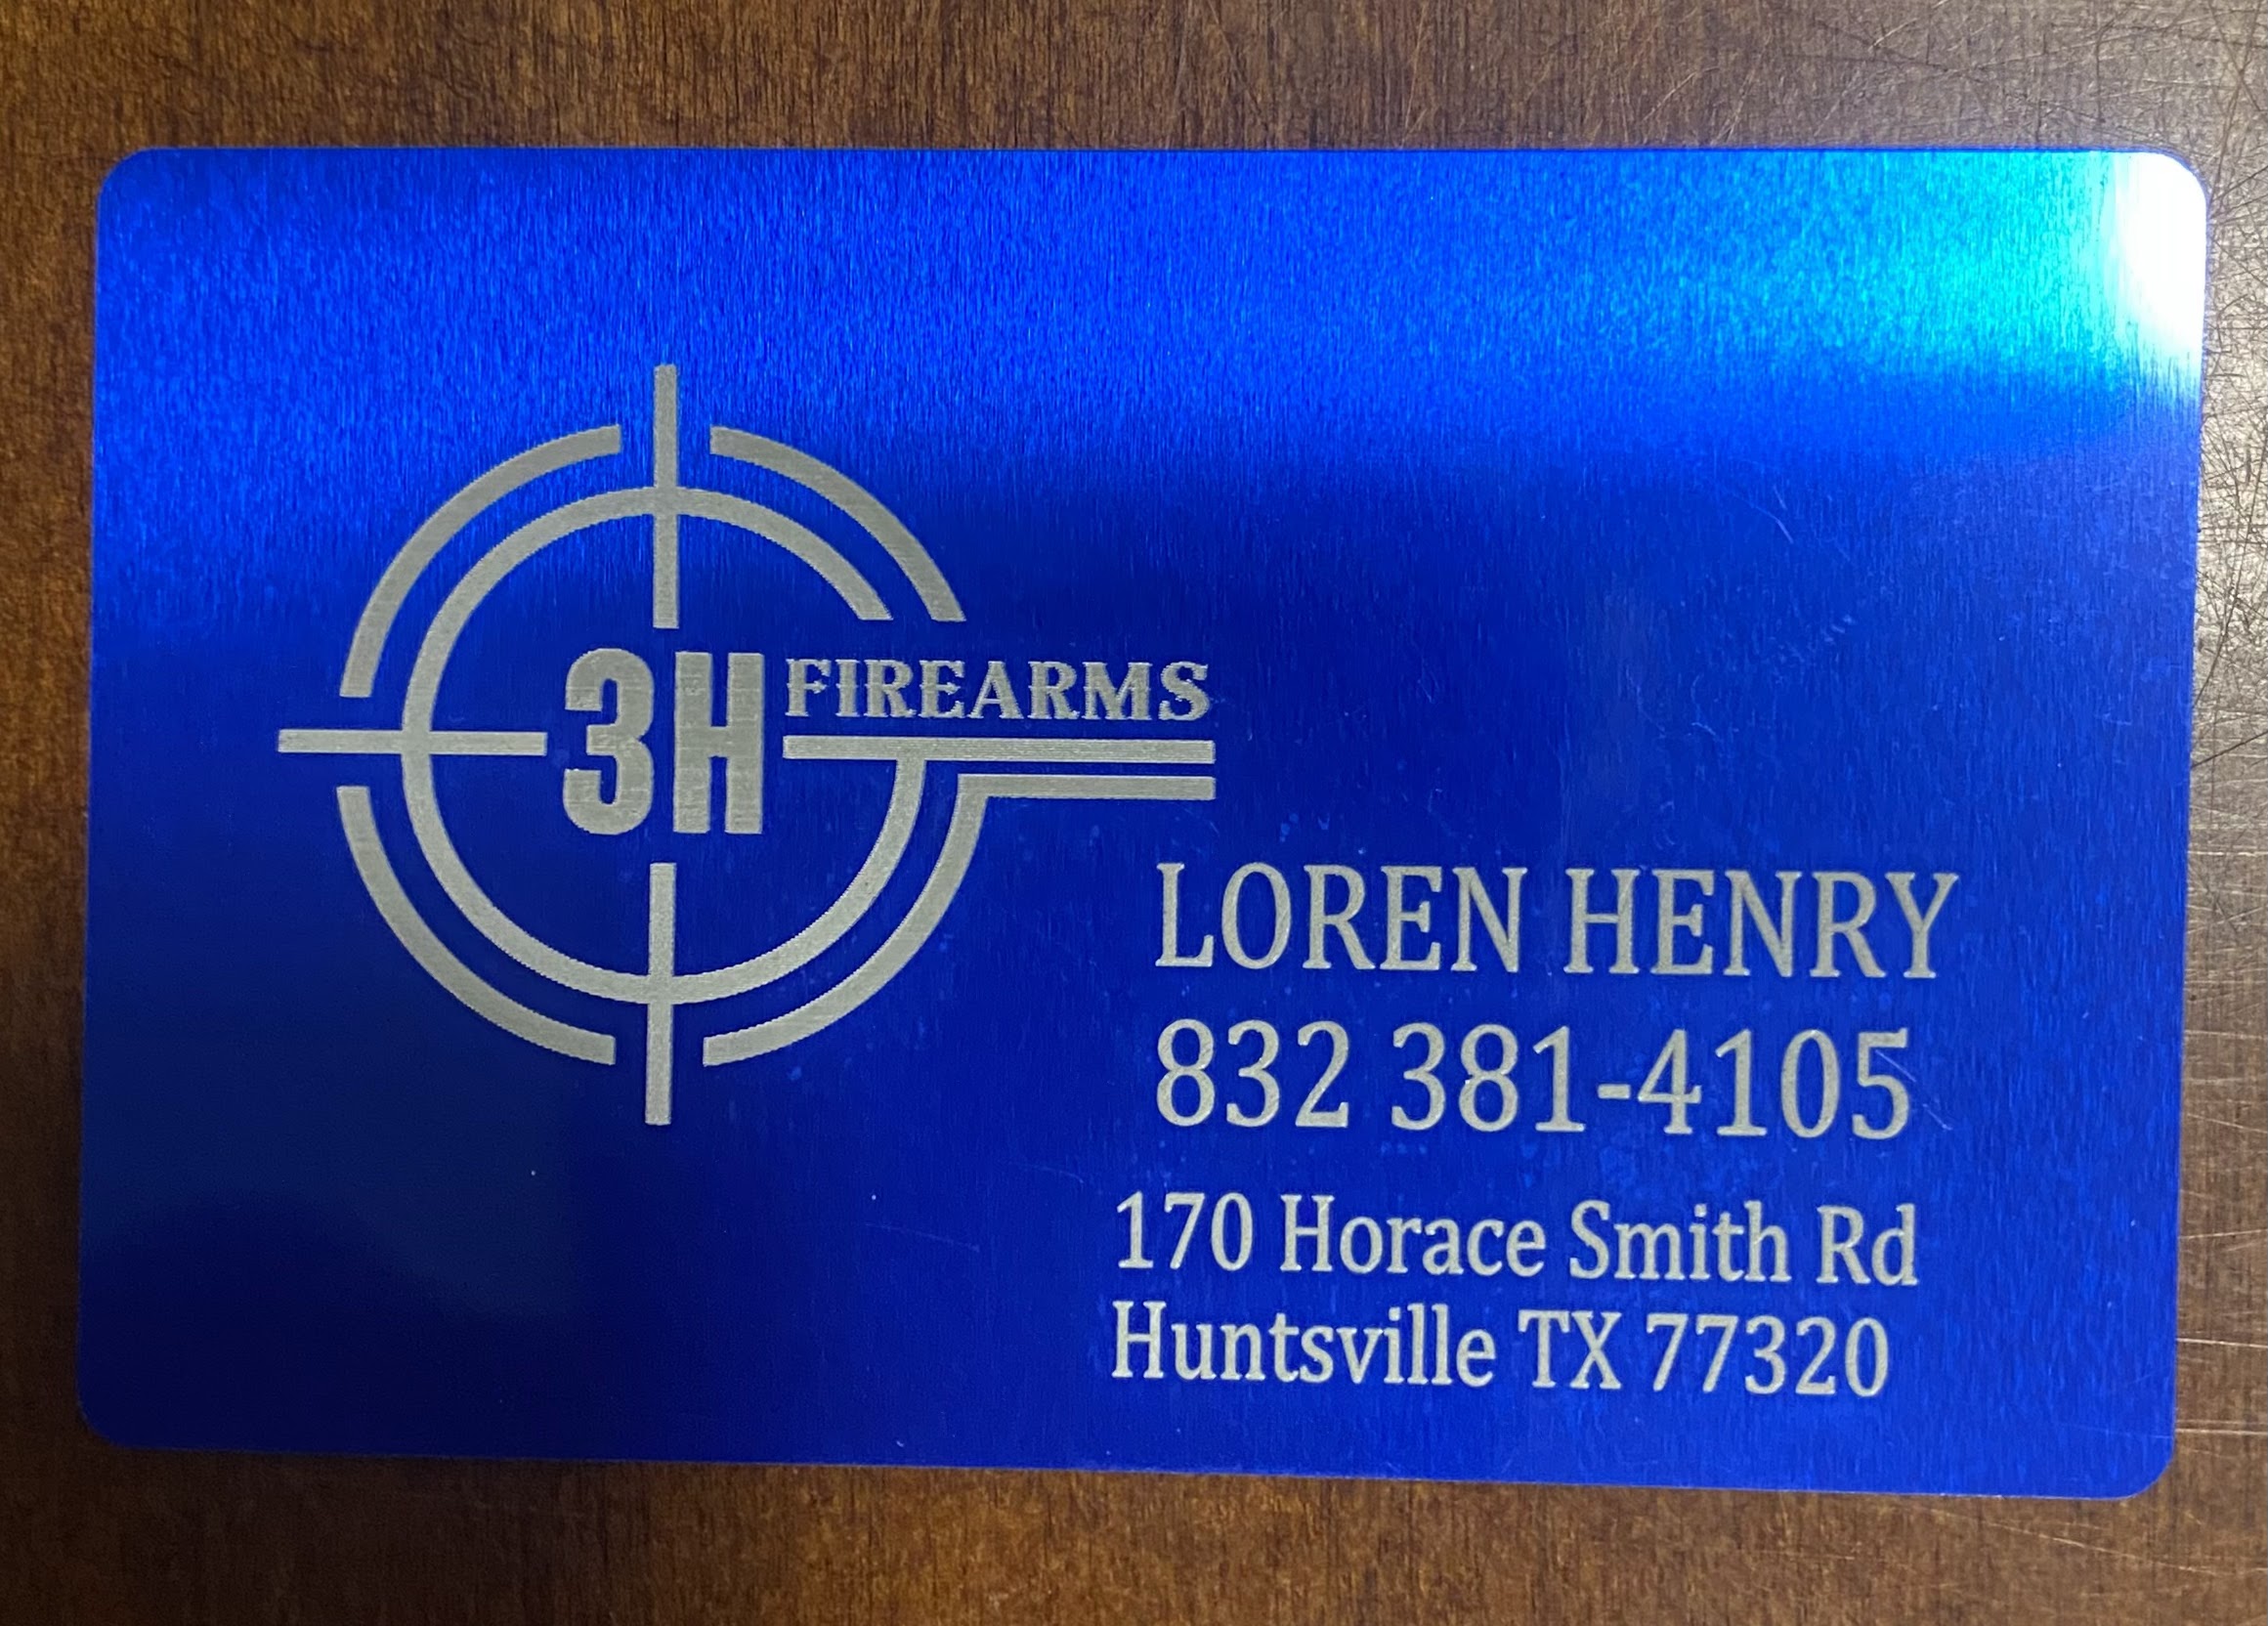 3H FIREARMS
LOREN HENRY
832 381-4105
170 Horace Smith Rd
Huntsville TX 77320